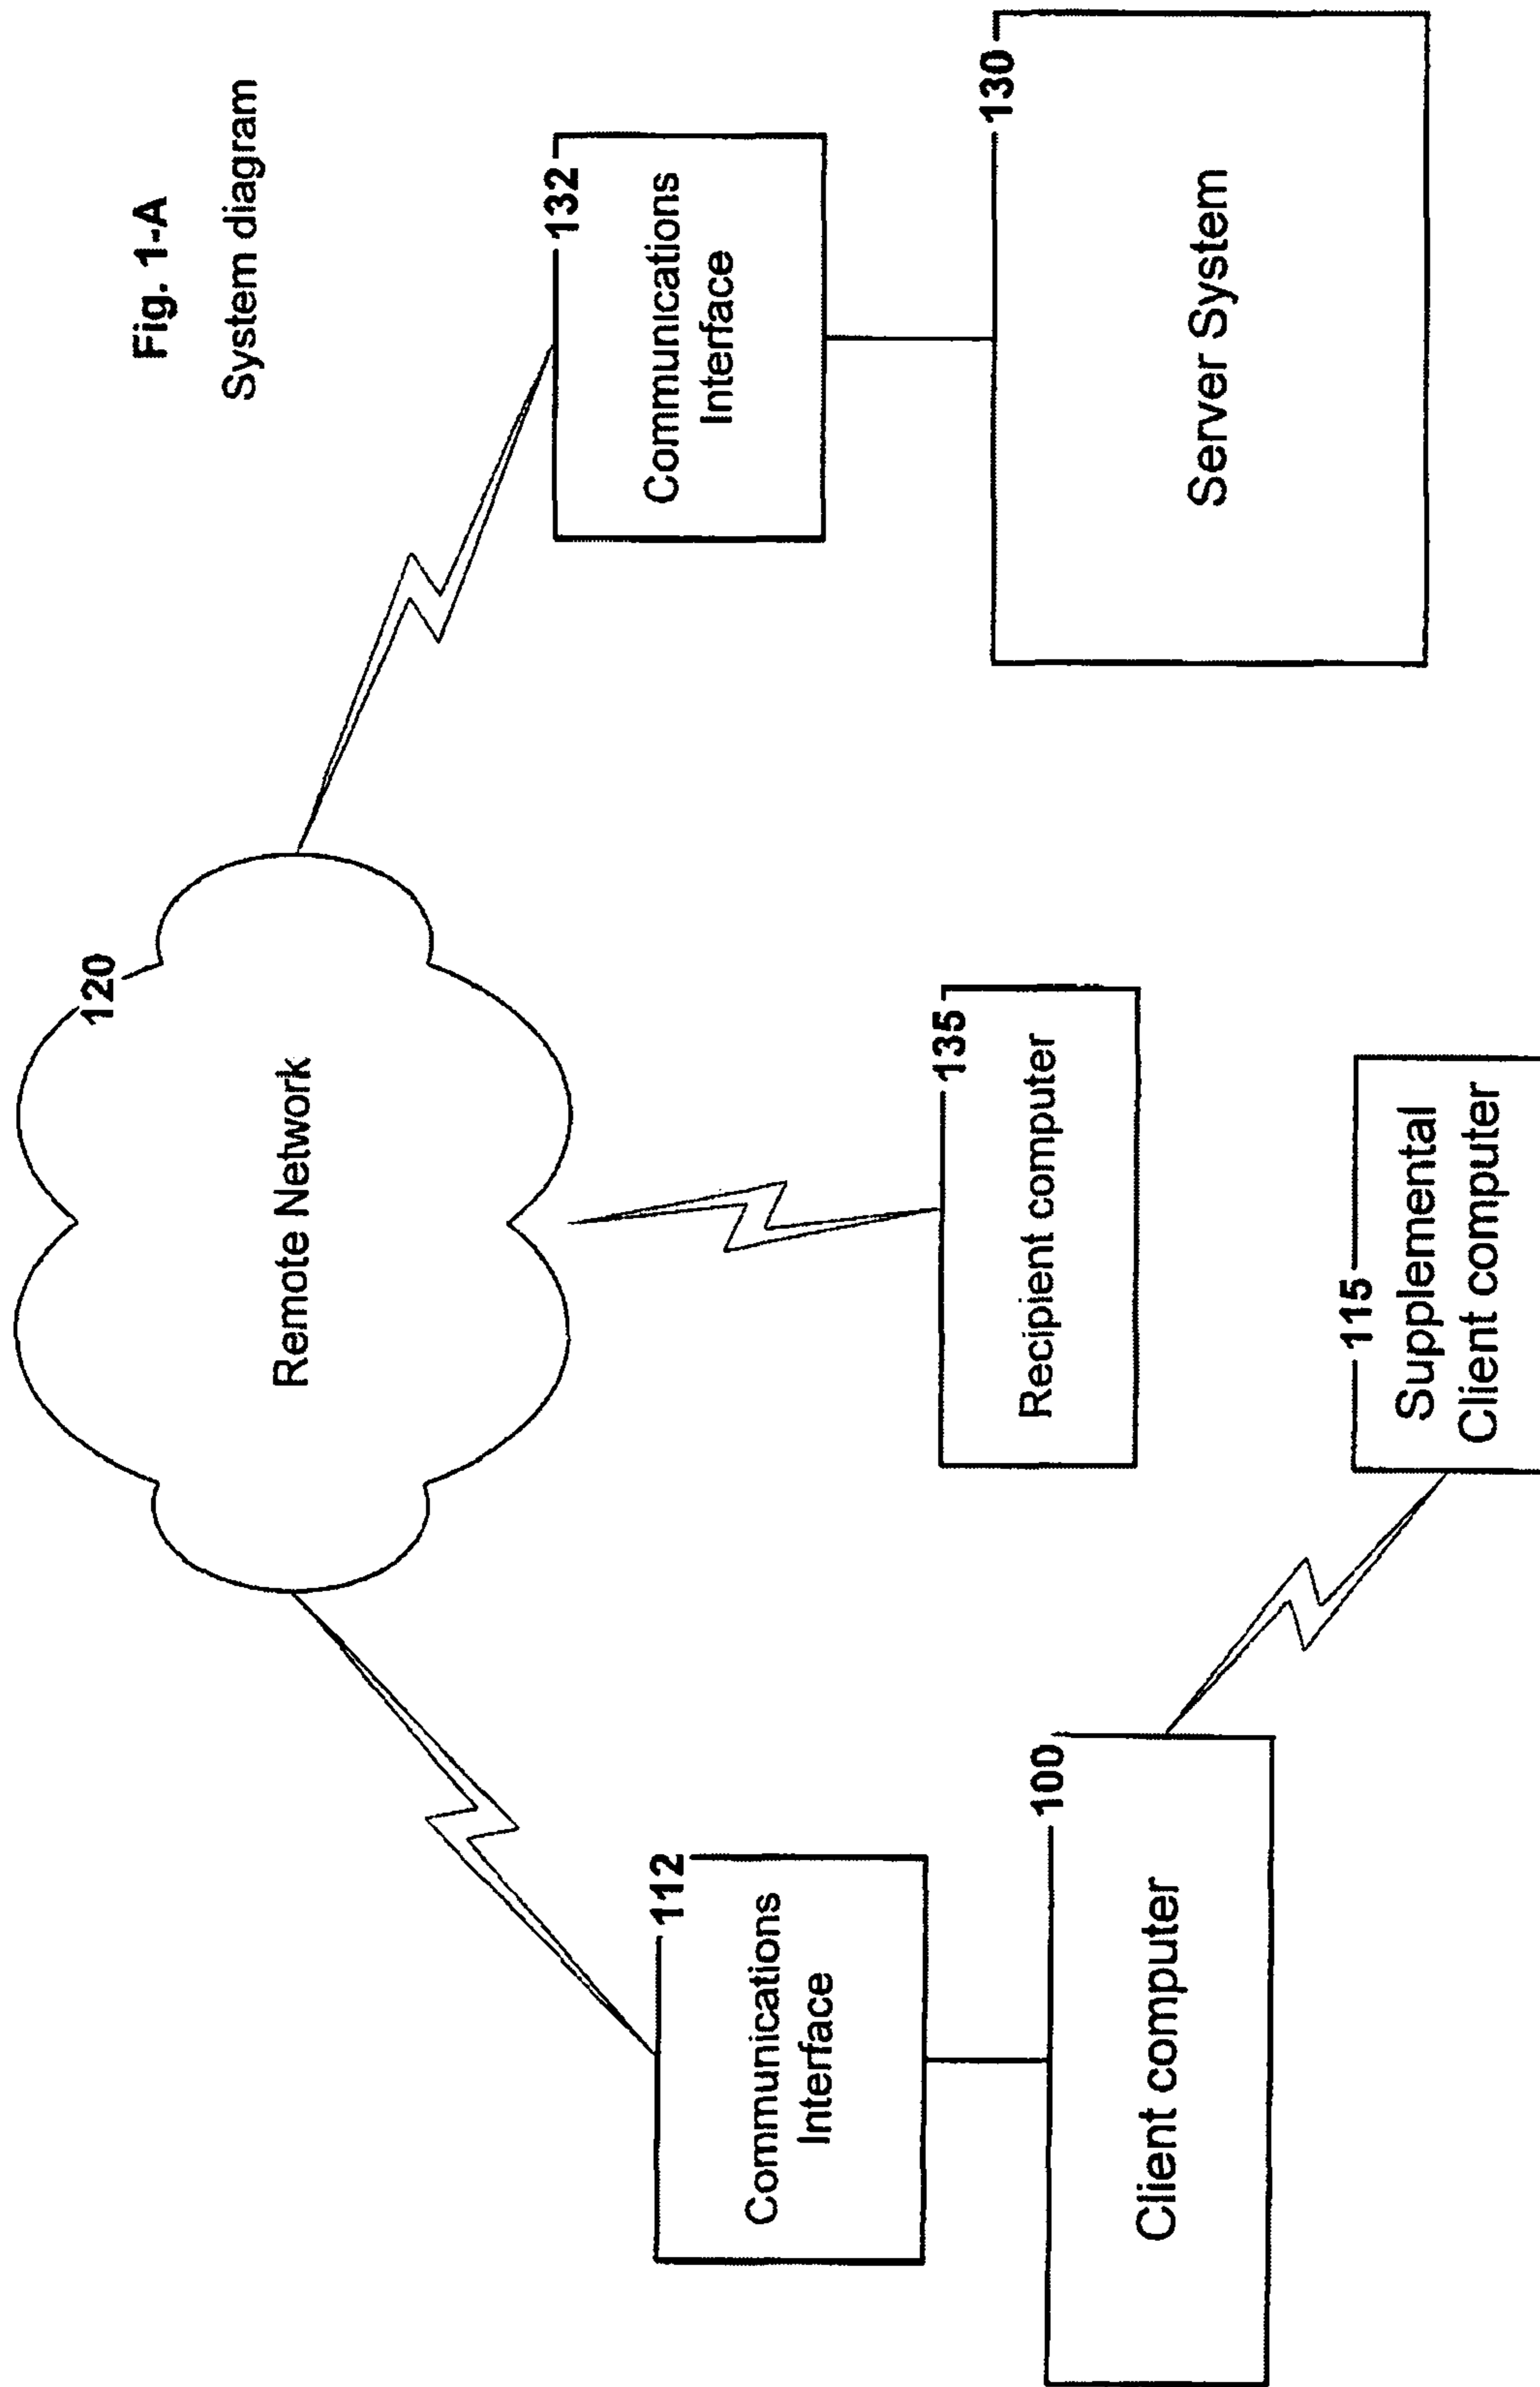 Fig. 1-A
System diagram
120
Remote Network
132
Communications
Interface
130
Server System
135
Recipient computer
112
Communications
Interface
100
Client computer
115
Supplemental
Client computer